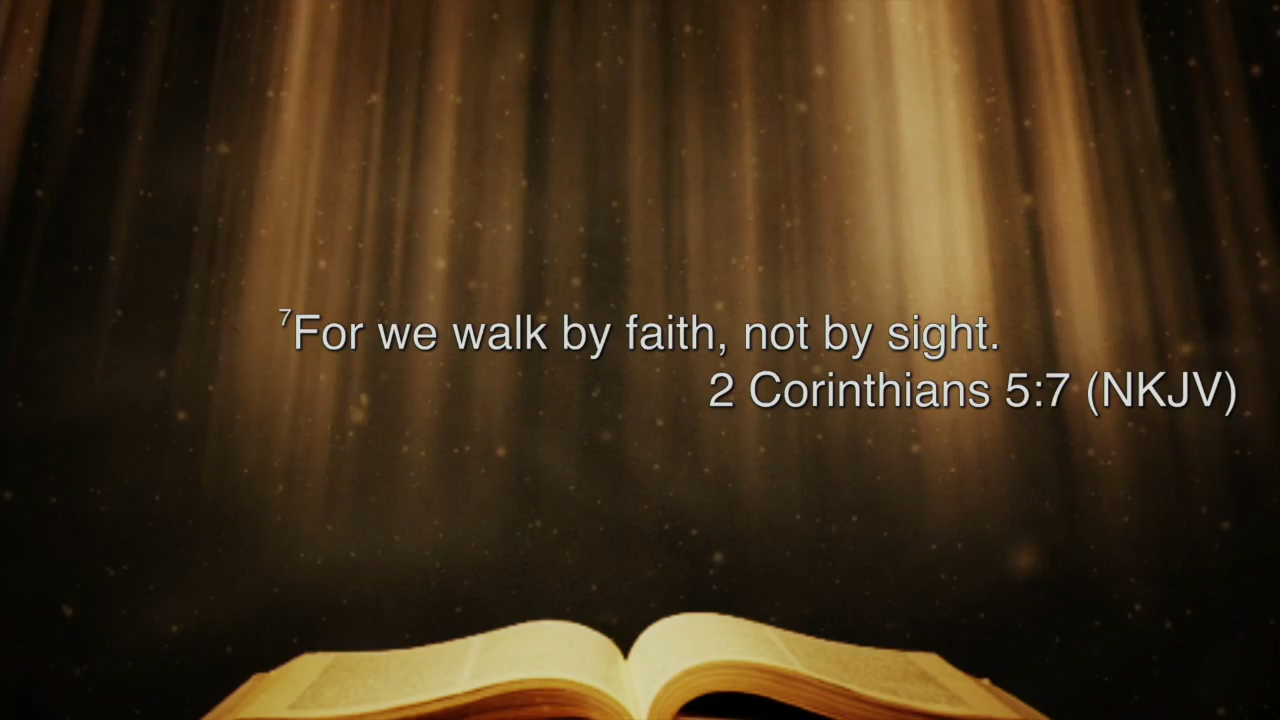 ⁷For we walk by faith, not by sight.
2 Corinthians 5:7 (NKJV)